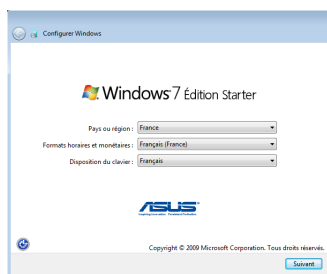 Configurer Windows
Windows 7 Édition Starter
Pays ou région : France
Formats horaires et monétaires : Français (France)
Disposition du clavier : Français
ASUS
Copyright © 2009 Microsoft Corporation. Tous droits réservés.
Suivant